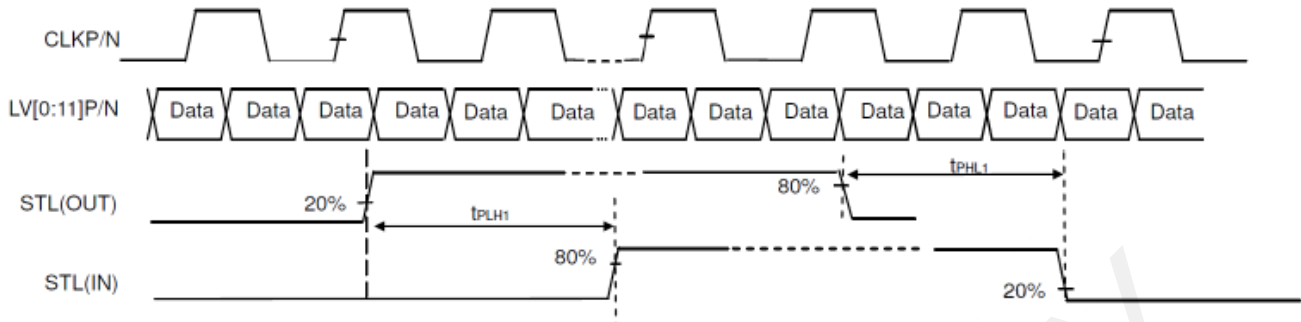 CLKP/N
LV[0:11]P/N Data Data Data Data Data Data Data Data Data Data Data Data Data Data
tPHL1
80%
STL(OUT) 20%
tPLH1
80%
STL(IN) 20%